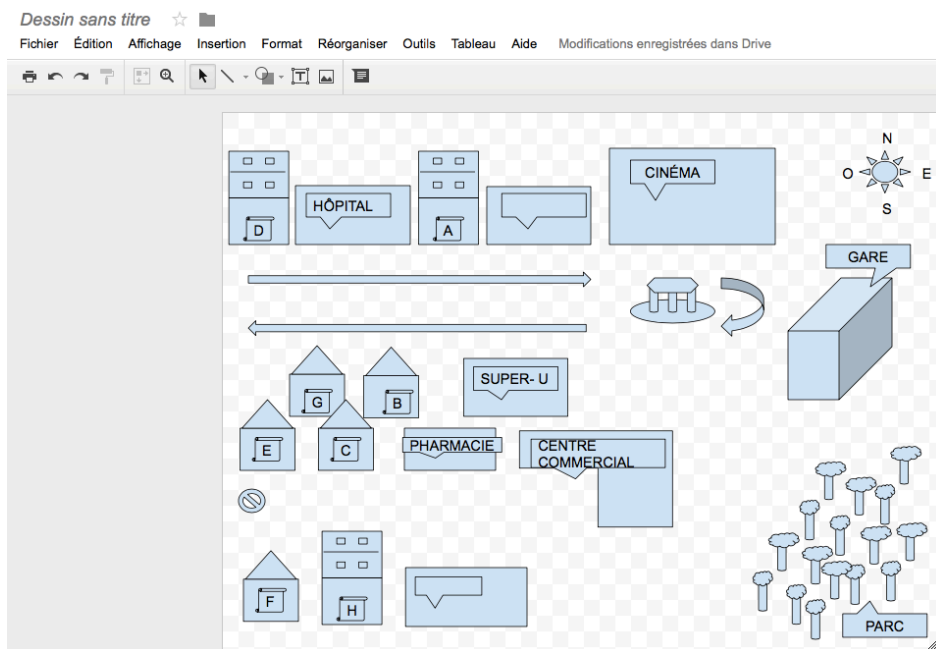 Dessin sans titre
Fichier Édition Affichage Insertion Format Réorganiser Outils Tableau Aide Modifications enregistrées dans Drive
T
N
CINÉMA
O E
HÔPITAL
S
D
A
GARE
SUPER- U
G
B
PHARMACIE
CENTRE
COMMERCIAL
E
C
F
H
PARC